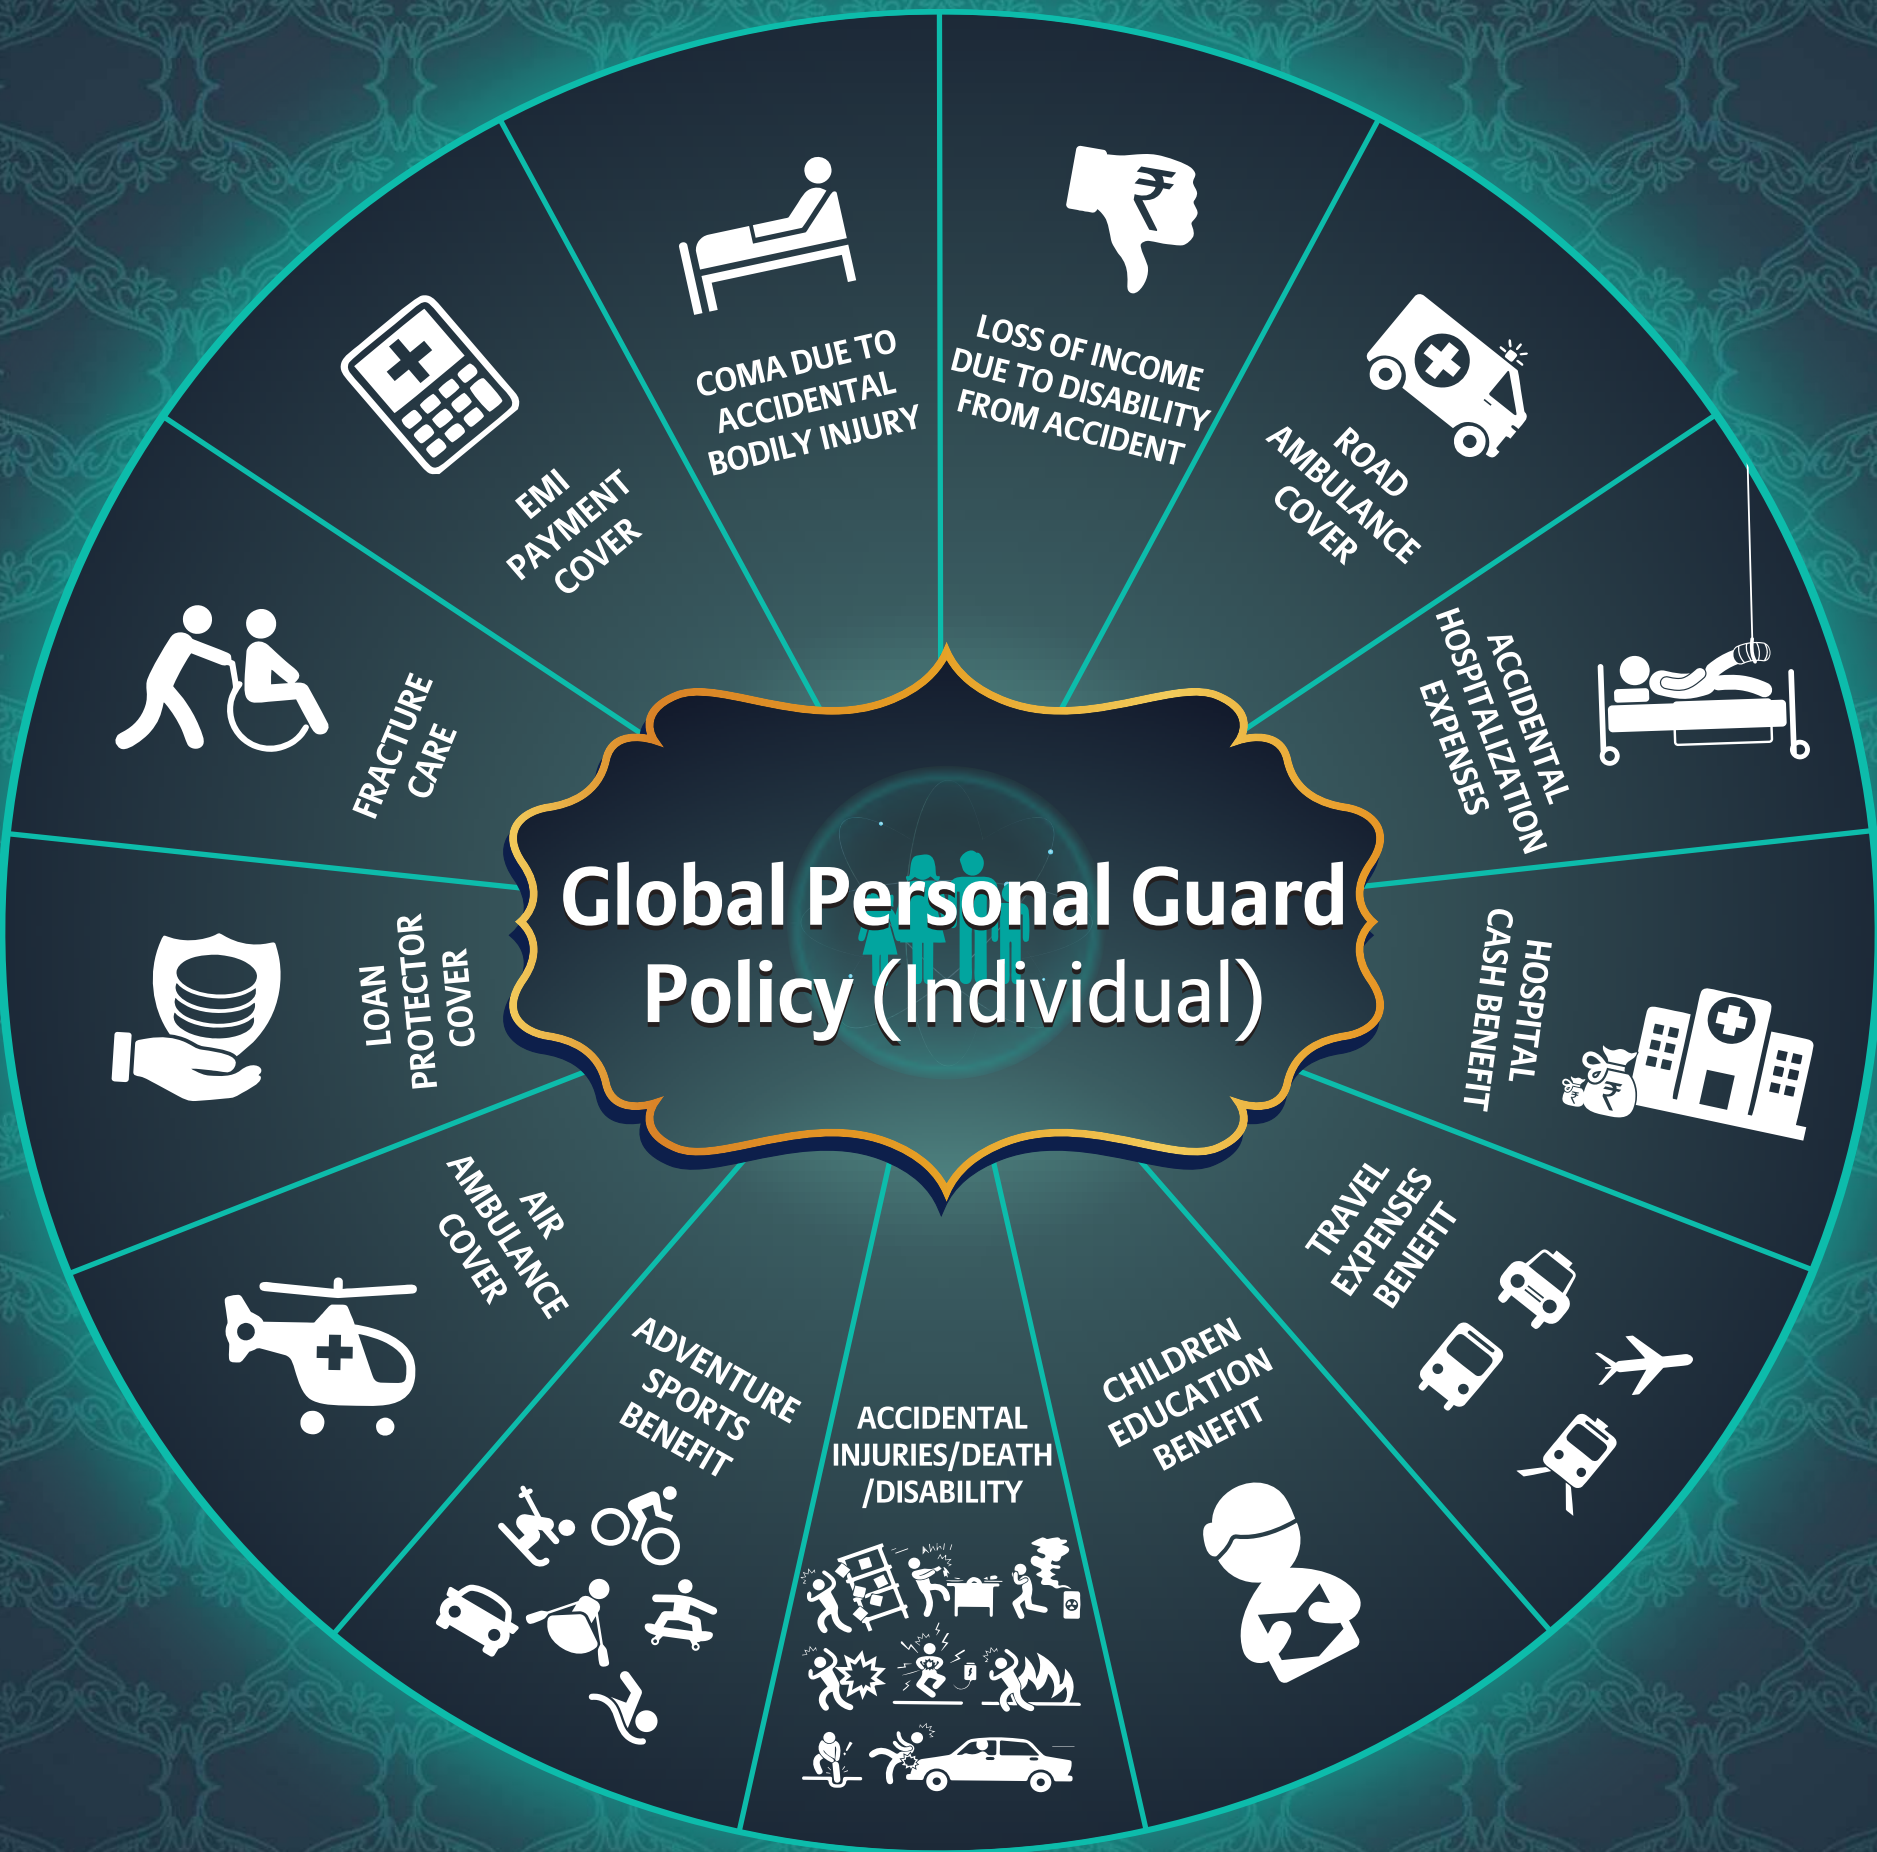 Global Personal Guard
Policy (Individual)
LOSS OF INCOME
DUE TO DISABILITY
FROM ACCIDENT
ROAD
AMBULANCE
COVER
ACCIDENTAL
HOSPITALIZATION
EXPENSES
HOSPITAL
CASH BENEFIT
TRAVEL
EXPENSES
BENEFIT
CHILDREN
EDUCATION
BENEFIT
ACCIDENTAL
INJURIES/DEATH
/DISABILITY
AHHH!
ADVENTURE
SPORTS
BENEFIT
AIR
AMBULANCE
COVER
LOAN
PROTECTOR
COVER
FRACTURE
CARE
EMI
PAYMENT
COVER
COMA DUE TO
ACCIDENTAL
BODILY INJURY